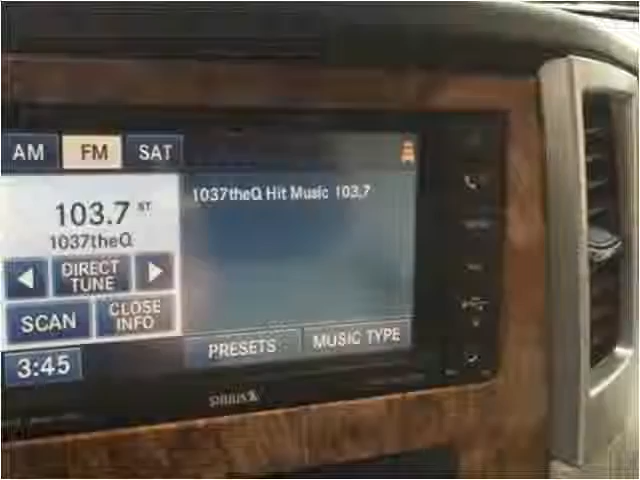 AM FM SAT
1037theQ Hit Music 103.7
103.7 ST
1037theQ
DIRECT
TUNE
SCAN
CLOSE
INFO
PRESETS
MUSIC TYPE
3:45
SIRIUS